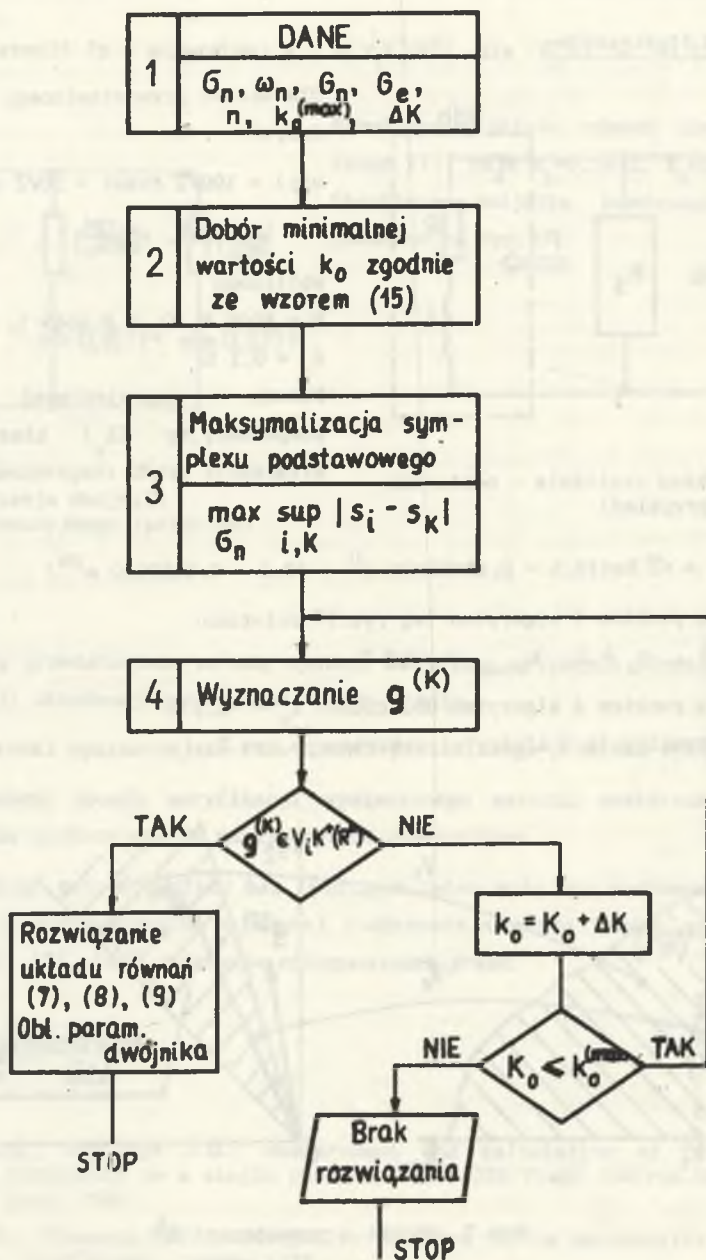 1
DANE
Gn, ωn, Gn, Ge,
n, ko(max), ΔK
2
Dobór minimalnej
wartości ko zgodnie
ze wzorem (15)
3
Maksymalizacja sym-
plexu podstawowego
max sup |si - sK|
Gn i,K
4
Wyznaczanie g(K)
g(K) ∈ Vi K+(R)
TAK
NIE
Rozwiązanie
układu równań
(7), (8), (9)
Obl. param.
dwójnika
STOP
ko = Ko + ΔK
Ko ≤ ko(max)
NIE
TAK
Brak
rozwiązania
STOP